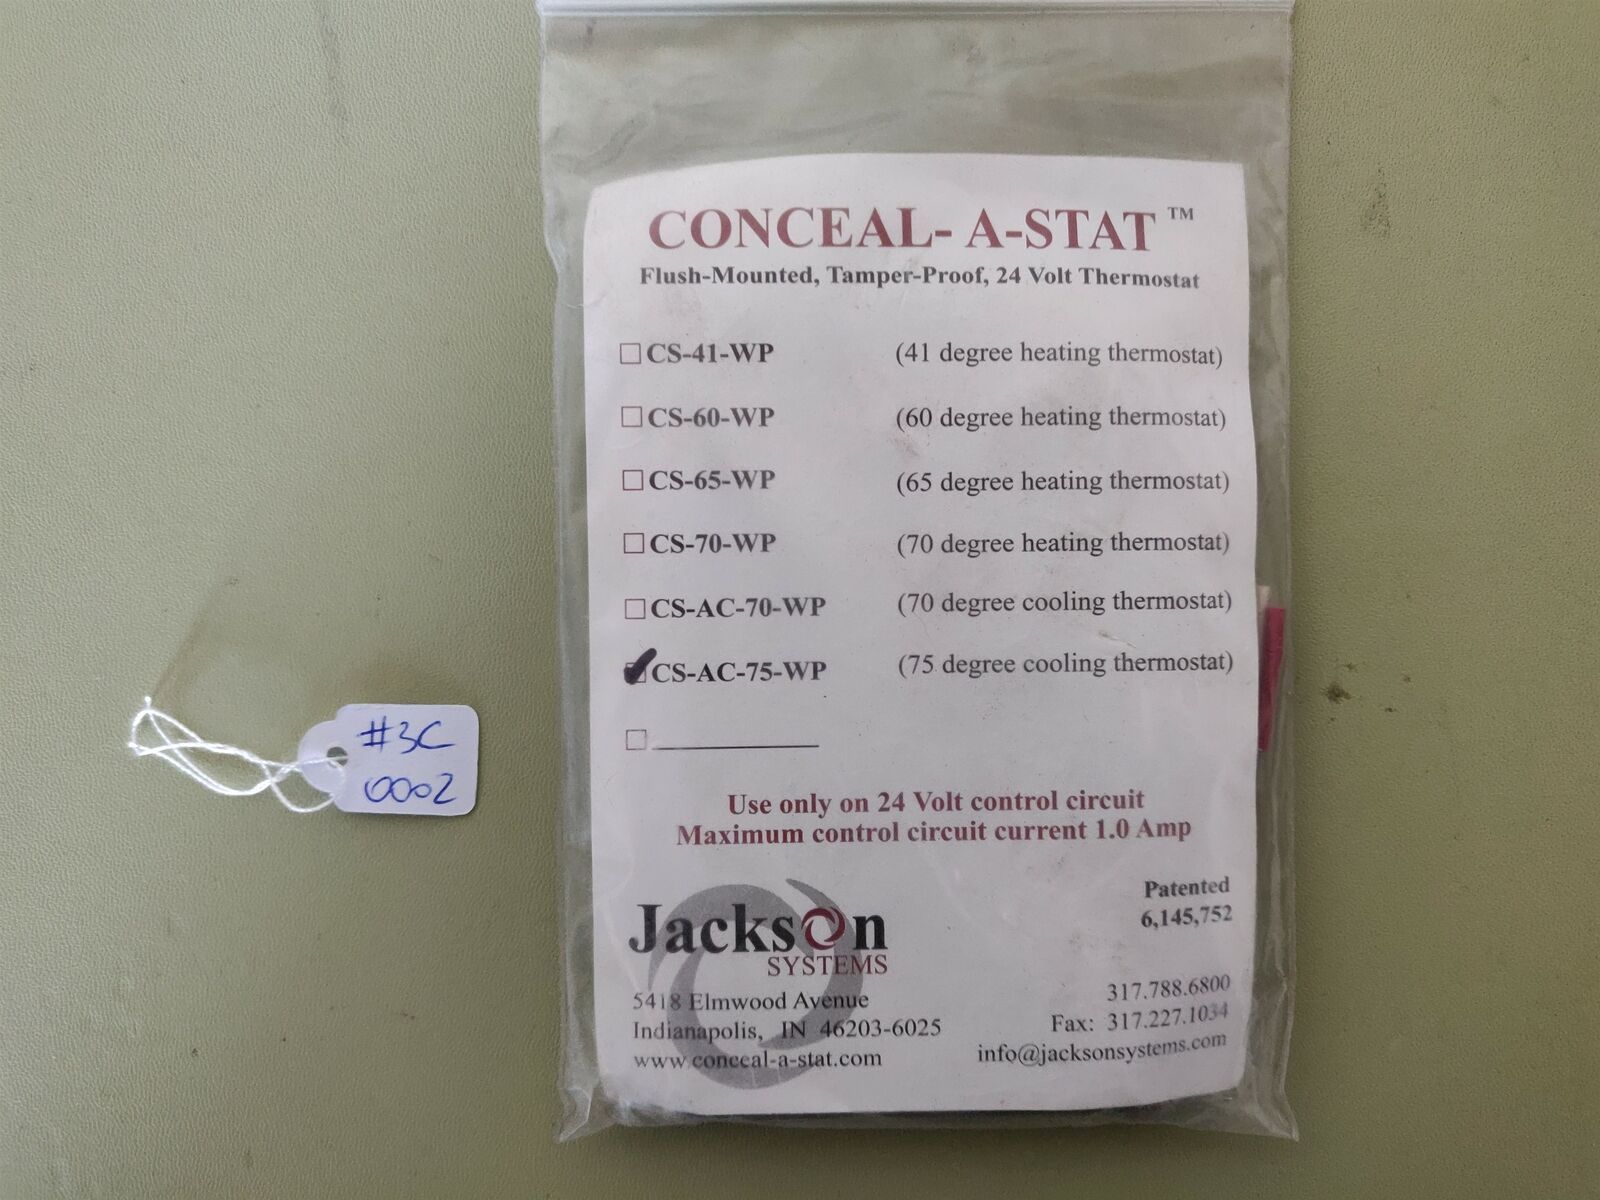 CONCEAL- A-STAT ™
Flush-Mounted, Tamper-Proof, 24 Volt Thermostat
CS-41-WP (41 degree heating thermostat)
CS-60-WP (60 degree heating thermostat)
CS-65-WP (65 degree heating thermostat)
CS-70-WP (70 degree heating thermostat)
CS-AC-70-WP (70 degree cooling thermostat)
CS-AC-75-WP (75 degree cooling thermostat)
Use only on 24 Volt control circuit
Maximum control circuit current 1.0 Amp
Patented
6,145,752
Jackson
SYSTEMS
5418 Elmwood Avenue
Indianapolis, IN 46203-6025
www.conceal-a-stat.com
317.788.6800
Fax: 317.227.1034
info@jacksonsystems.com
#3C
0002